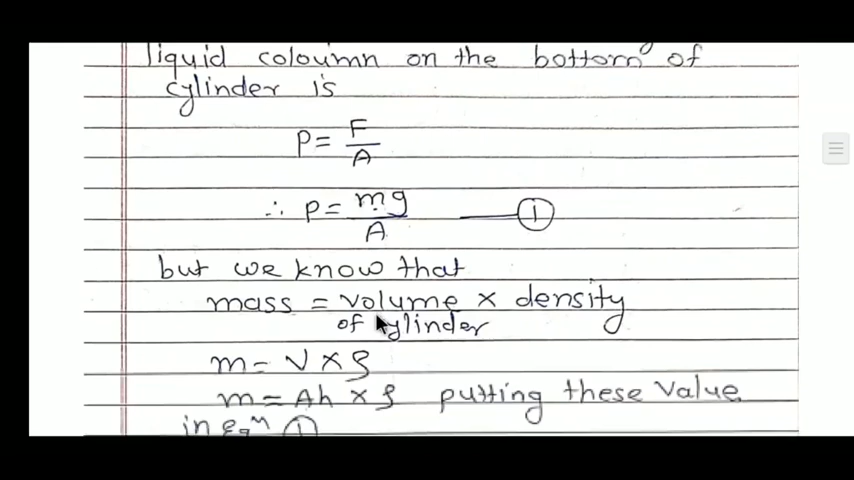 liquid coloumn on the bottom of
cylinder is
P = F/A
∴ P = mg/A —— ①
but we know that
mass = volume × density
of cylinder
m = V × ρ
m = Ah × ρ putting these value
in eqⁿ ①